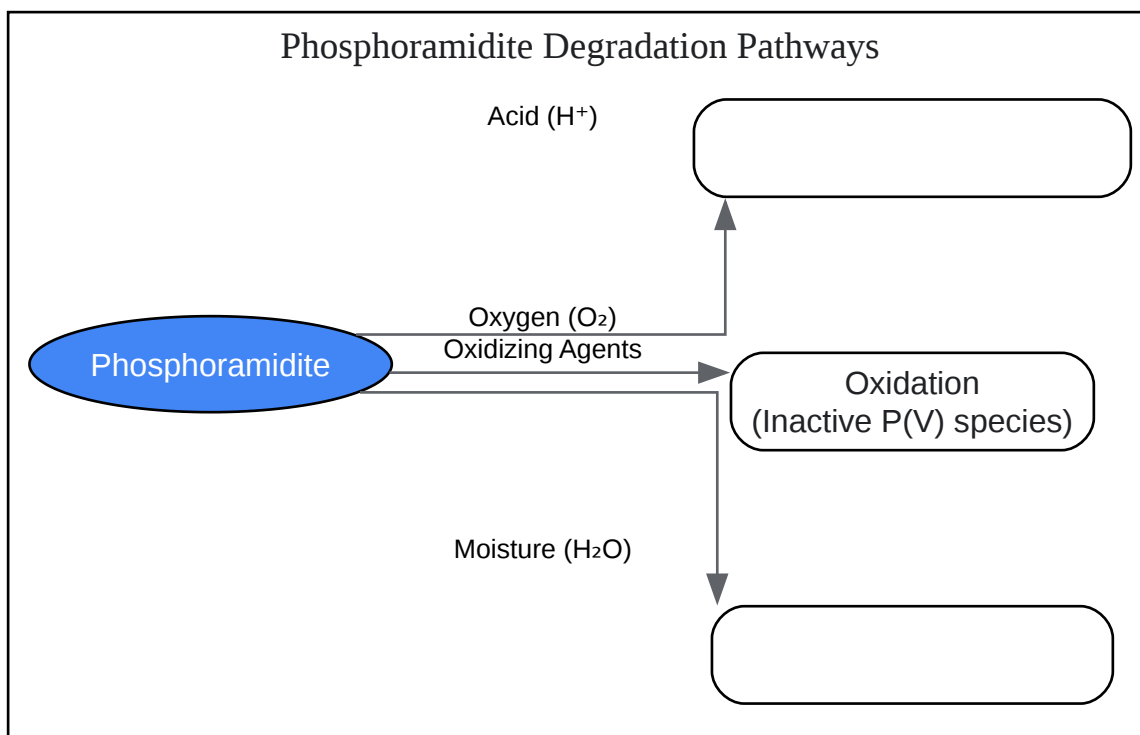 Phosphoramidite Degradation Pathways
Acid (H⁺)
Oxygen (O₂)
Oxidizing Agents
Phosphoramidite
Oxidation
(Inactive P(V) species)
Moisture (H₂O)